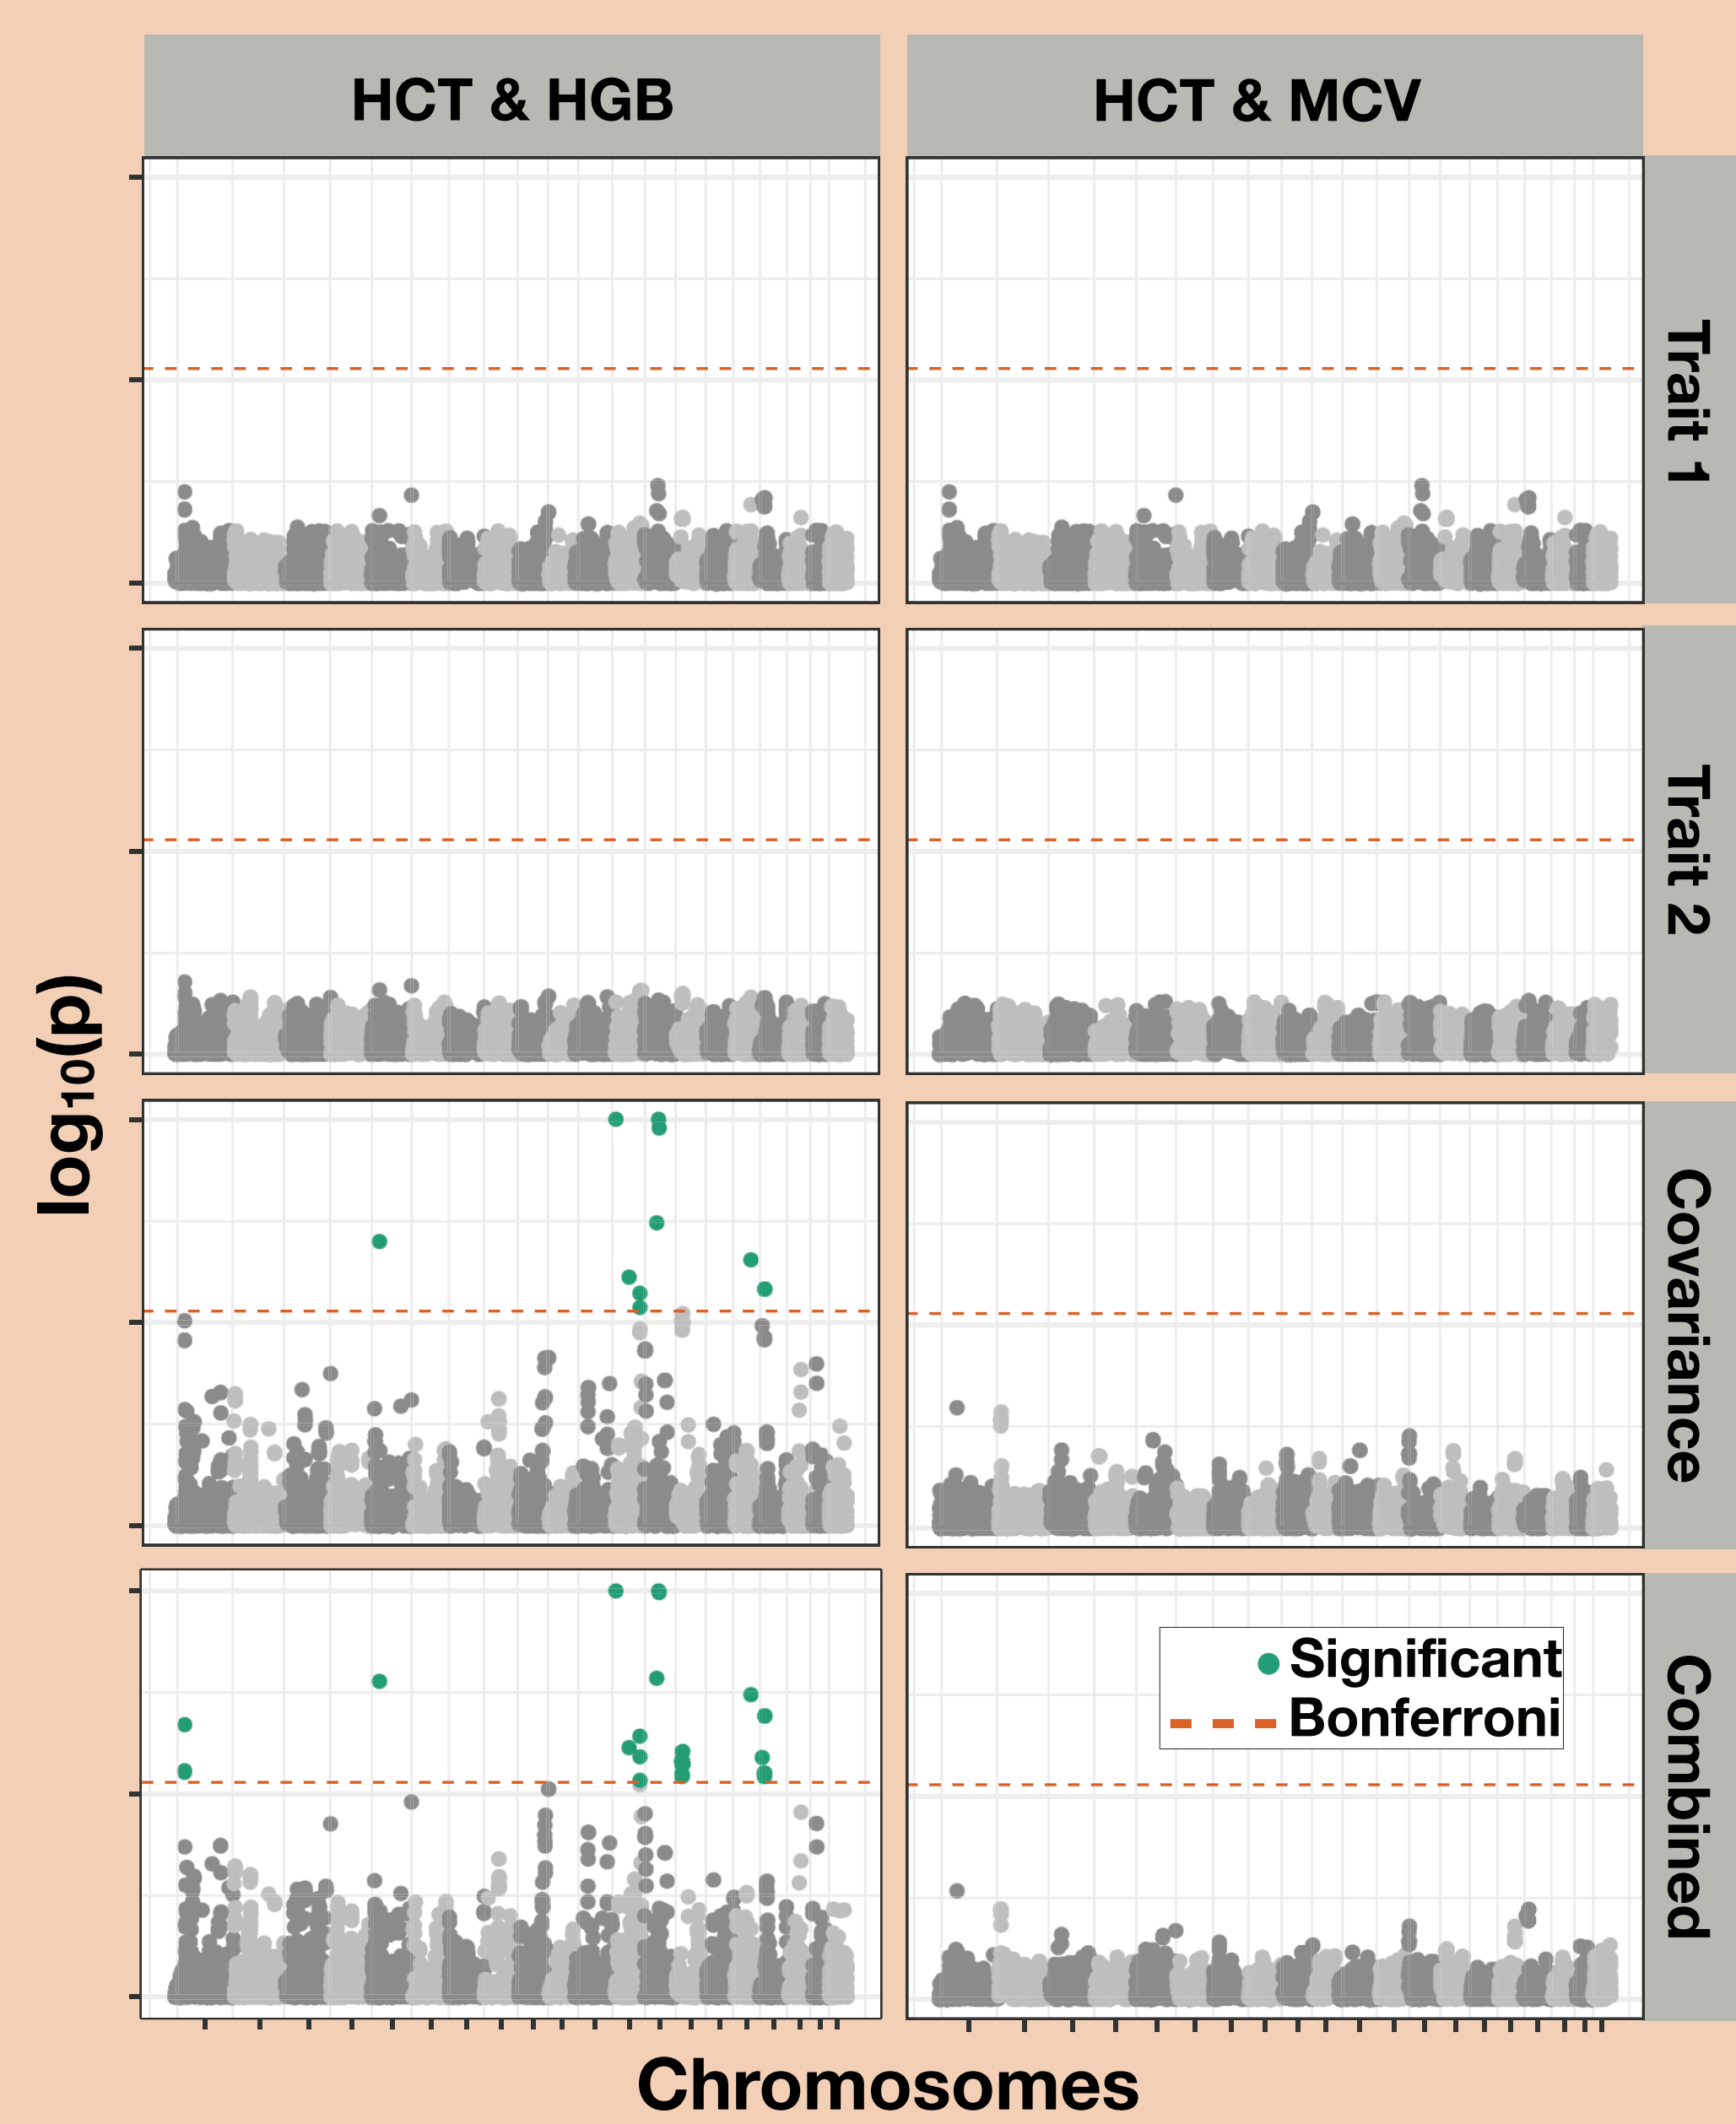 HCT & HGB
HCT & MCV
Trait 1
Trait 2
log₁₀(p)
Covariance
Combined
Significant
Bonferroni
Chromosomes